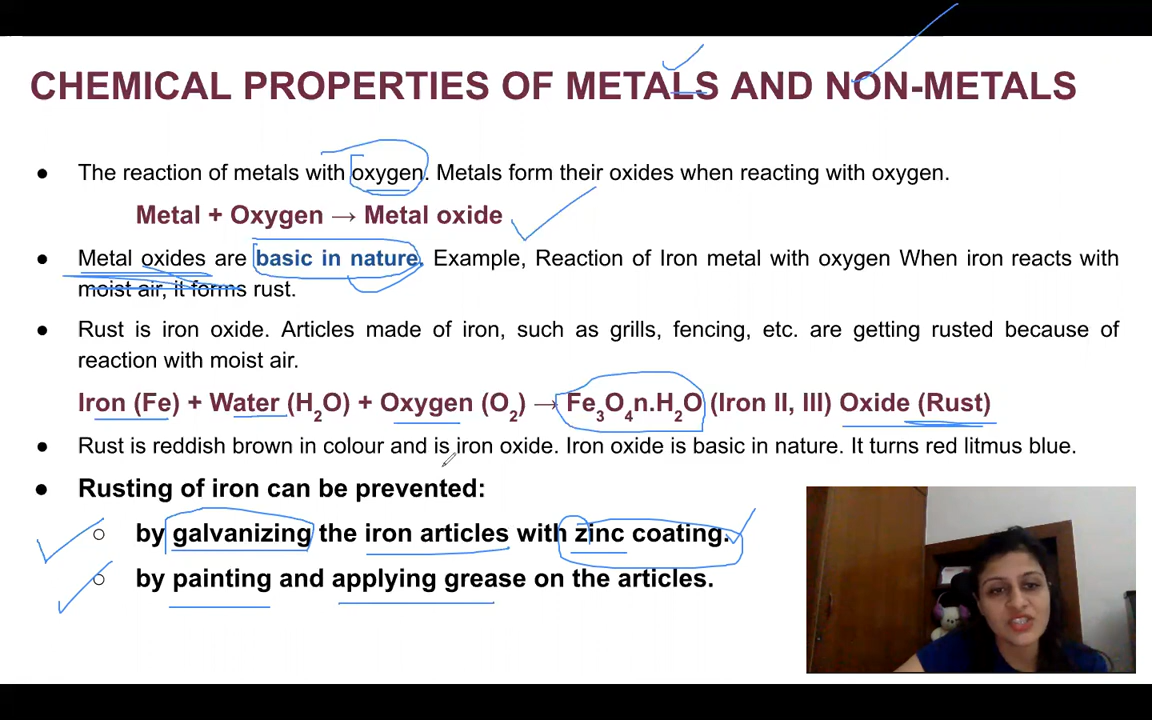 CHEMICAL PROPERTIES OF METALS AND NON-METALS
● The reaction of metals with oxygen. Metals form their oxides when reacting with oxygen.
Metal + Oxygen → Metal oxide
● Metal oxides are basic in nature. Example, Reaction of Iron metal with oxygen When iron reacts with
moist air, it forms rust.
● Rust is iron oxide. Articles made of iron, such as grills, fencing, etc. are getting rusted because of
reaction with moist air.
Iron (Fe) + Water (H₂O) + Oxygen (O₂) → Fe₃O₄n.H₂O (Iron II, III) Oxide (Rust)
● Rust is reddish brown in colour and is iron oxide. Iron oxide is basic in nature. It turns red litmus blue.
● Rusting of iron can be prevented:
○ by galvanizing the iron articles with zinc coating.
○ by painting and applying grease on the articles.